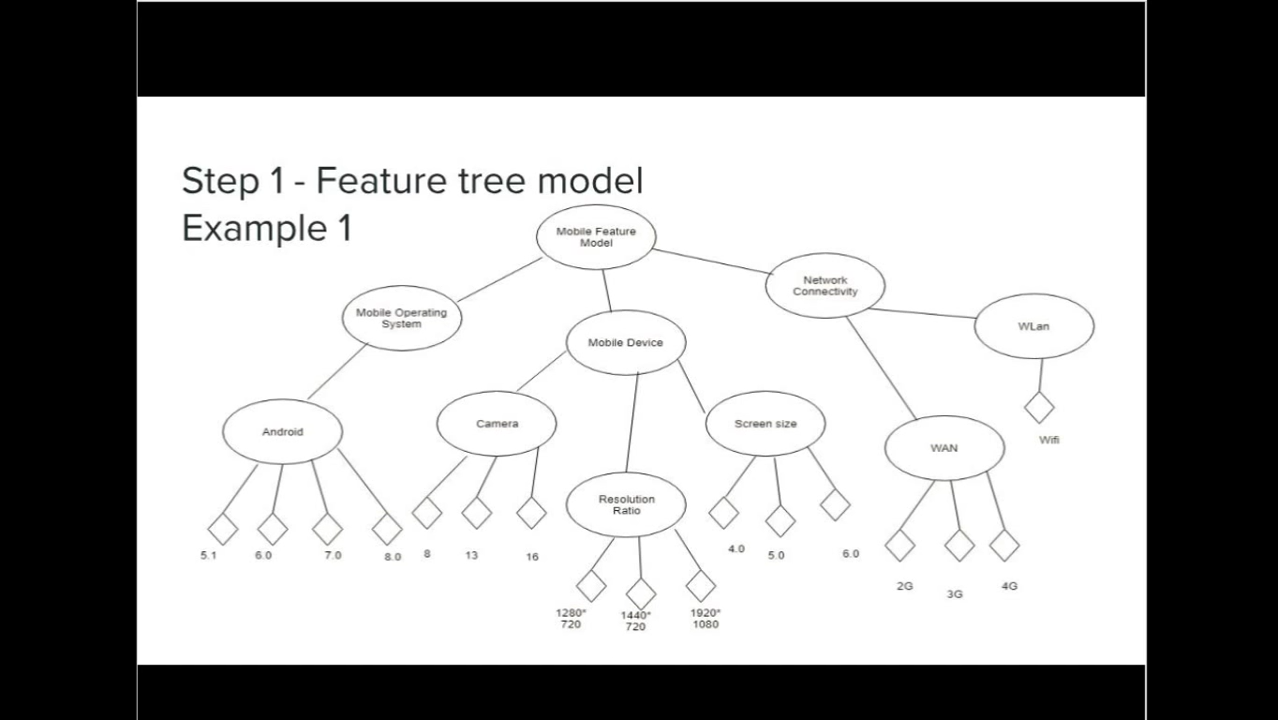 Step 1 - Feature tree model
Example 1
Mobile Feature
Model
Network
Connectivity
Mobile Operating
System
WLan
Mobile Device
Android
Camera
Screen size
Wifi
WAN
Resolution
Ratio
5.1
6.0
7.0
8.0
8
13
16
4.0
5.0
6.0
2G
3G
4G
1280*
720
1440*
720
1920*
1080